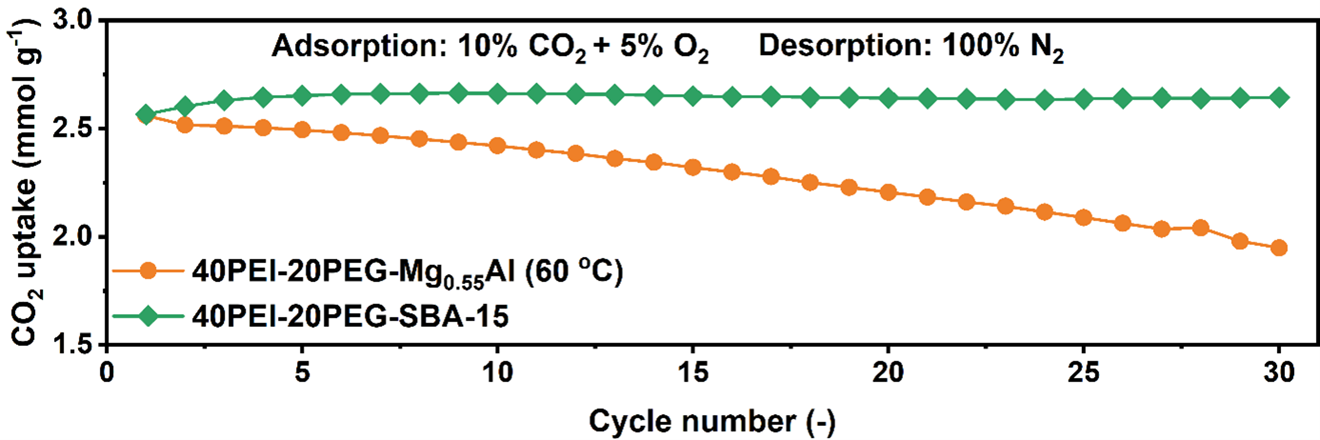 CO₂ uptake (mmol g⁻¹)
3.0
2.5
2.0
1.5
Adsorption: 10% CO₂ + 5% O₂ Desorption: 100% N₂
40PEI-20PEG-Mg₀.₅₅Al (60 °C)
40PEI-20PEG-SBA-15
0 5 10 15 20 25 30
Cycle number (-)